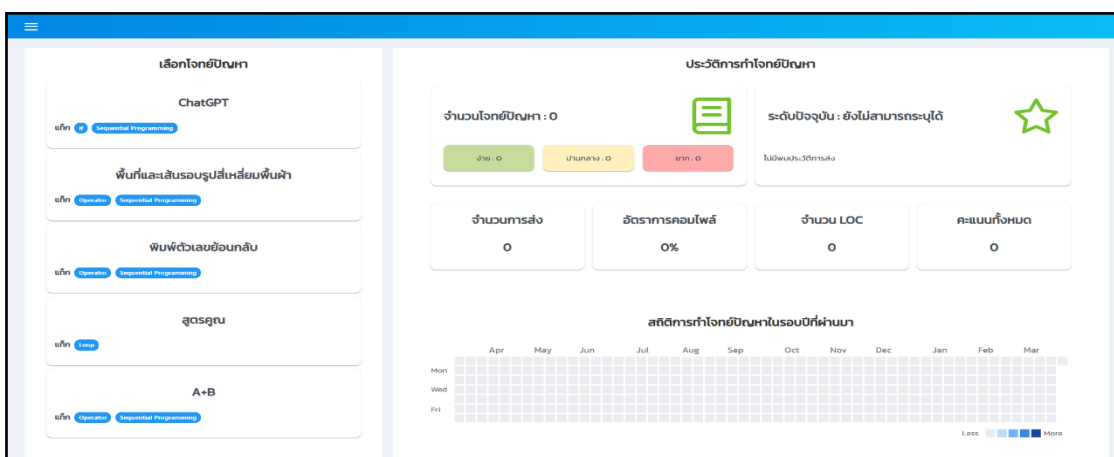 เลือกโจทย์ปัญหา
ChatGPT
แท็ก if Sequential Programming
พื้นที่และเส้นรอบรูปสี่เหลี่ยมพื้นผ้า
แท็ก Operator Sequential Programming
พิมพ์ตัวเลขย้อนกลับ
แท็ก Operator Sequential Programming
สูตรคูณ
แท็ก Loop
A+B
แท็ก Operator Sequential Programming
ประวัติการทำโจทย์ปัญหา
จำนวนโจทย์ปัญหา : 0
ง่าย : 0 ปานกลาง : 0 ยาก : 0
ระดับปัจจุบัน : ยังไม่สามารถระบุได้
ไม่มีพบประวัติการส่ง
จำนวนการส่ง
0
อัตราการคอมไพล์
0%
จำนวน LOC
0
คะแนนทั้งหมด
0
สถิติการทำโจทย์ปัญหาในรอบปีที่ผ่านมา
Apr May Jun Jul Aug Sep Oct Nov Dec Jan Feb Mar
Mon
Wed
Fri
Less More